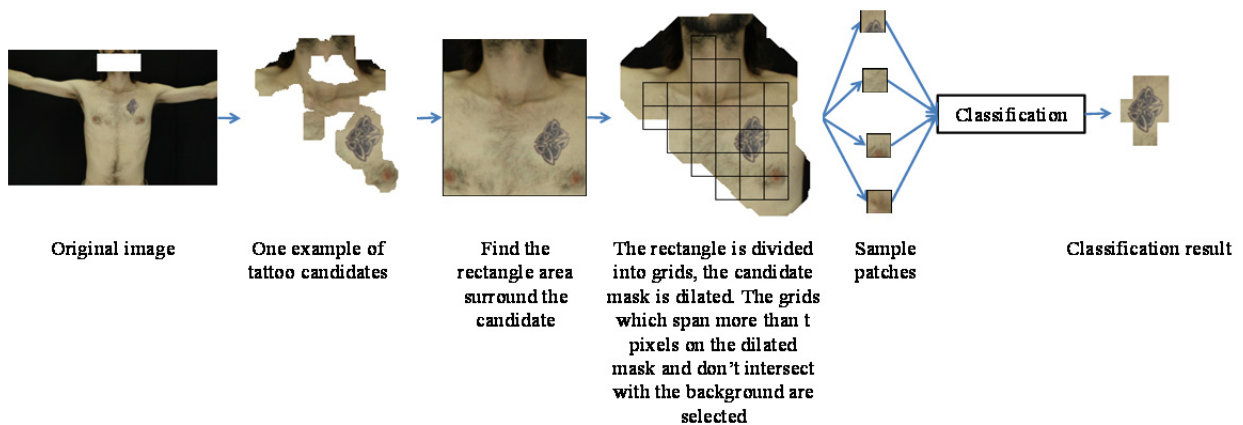 Classification
Original image
One example of
tattoo candidates
Find the
rectangle area
surround the
candidate
The rectangle is divided
into grids, the candidate
mask is dilated. The grids
which span more than t
pixels on the dilated
mask and don't intersect
with the background are
selected
Sample
patches
Classification result